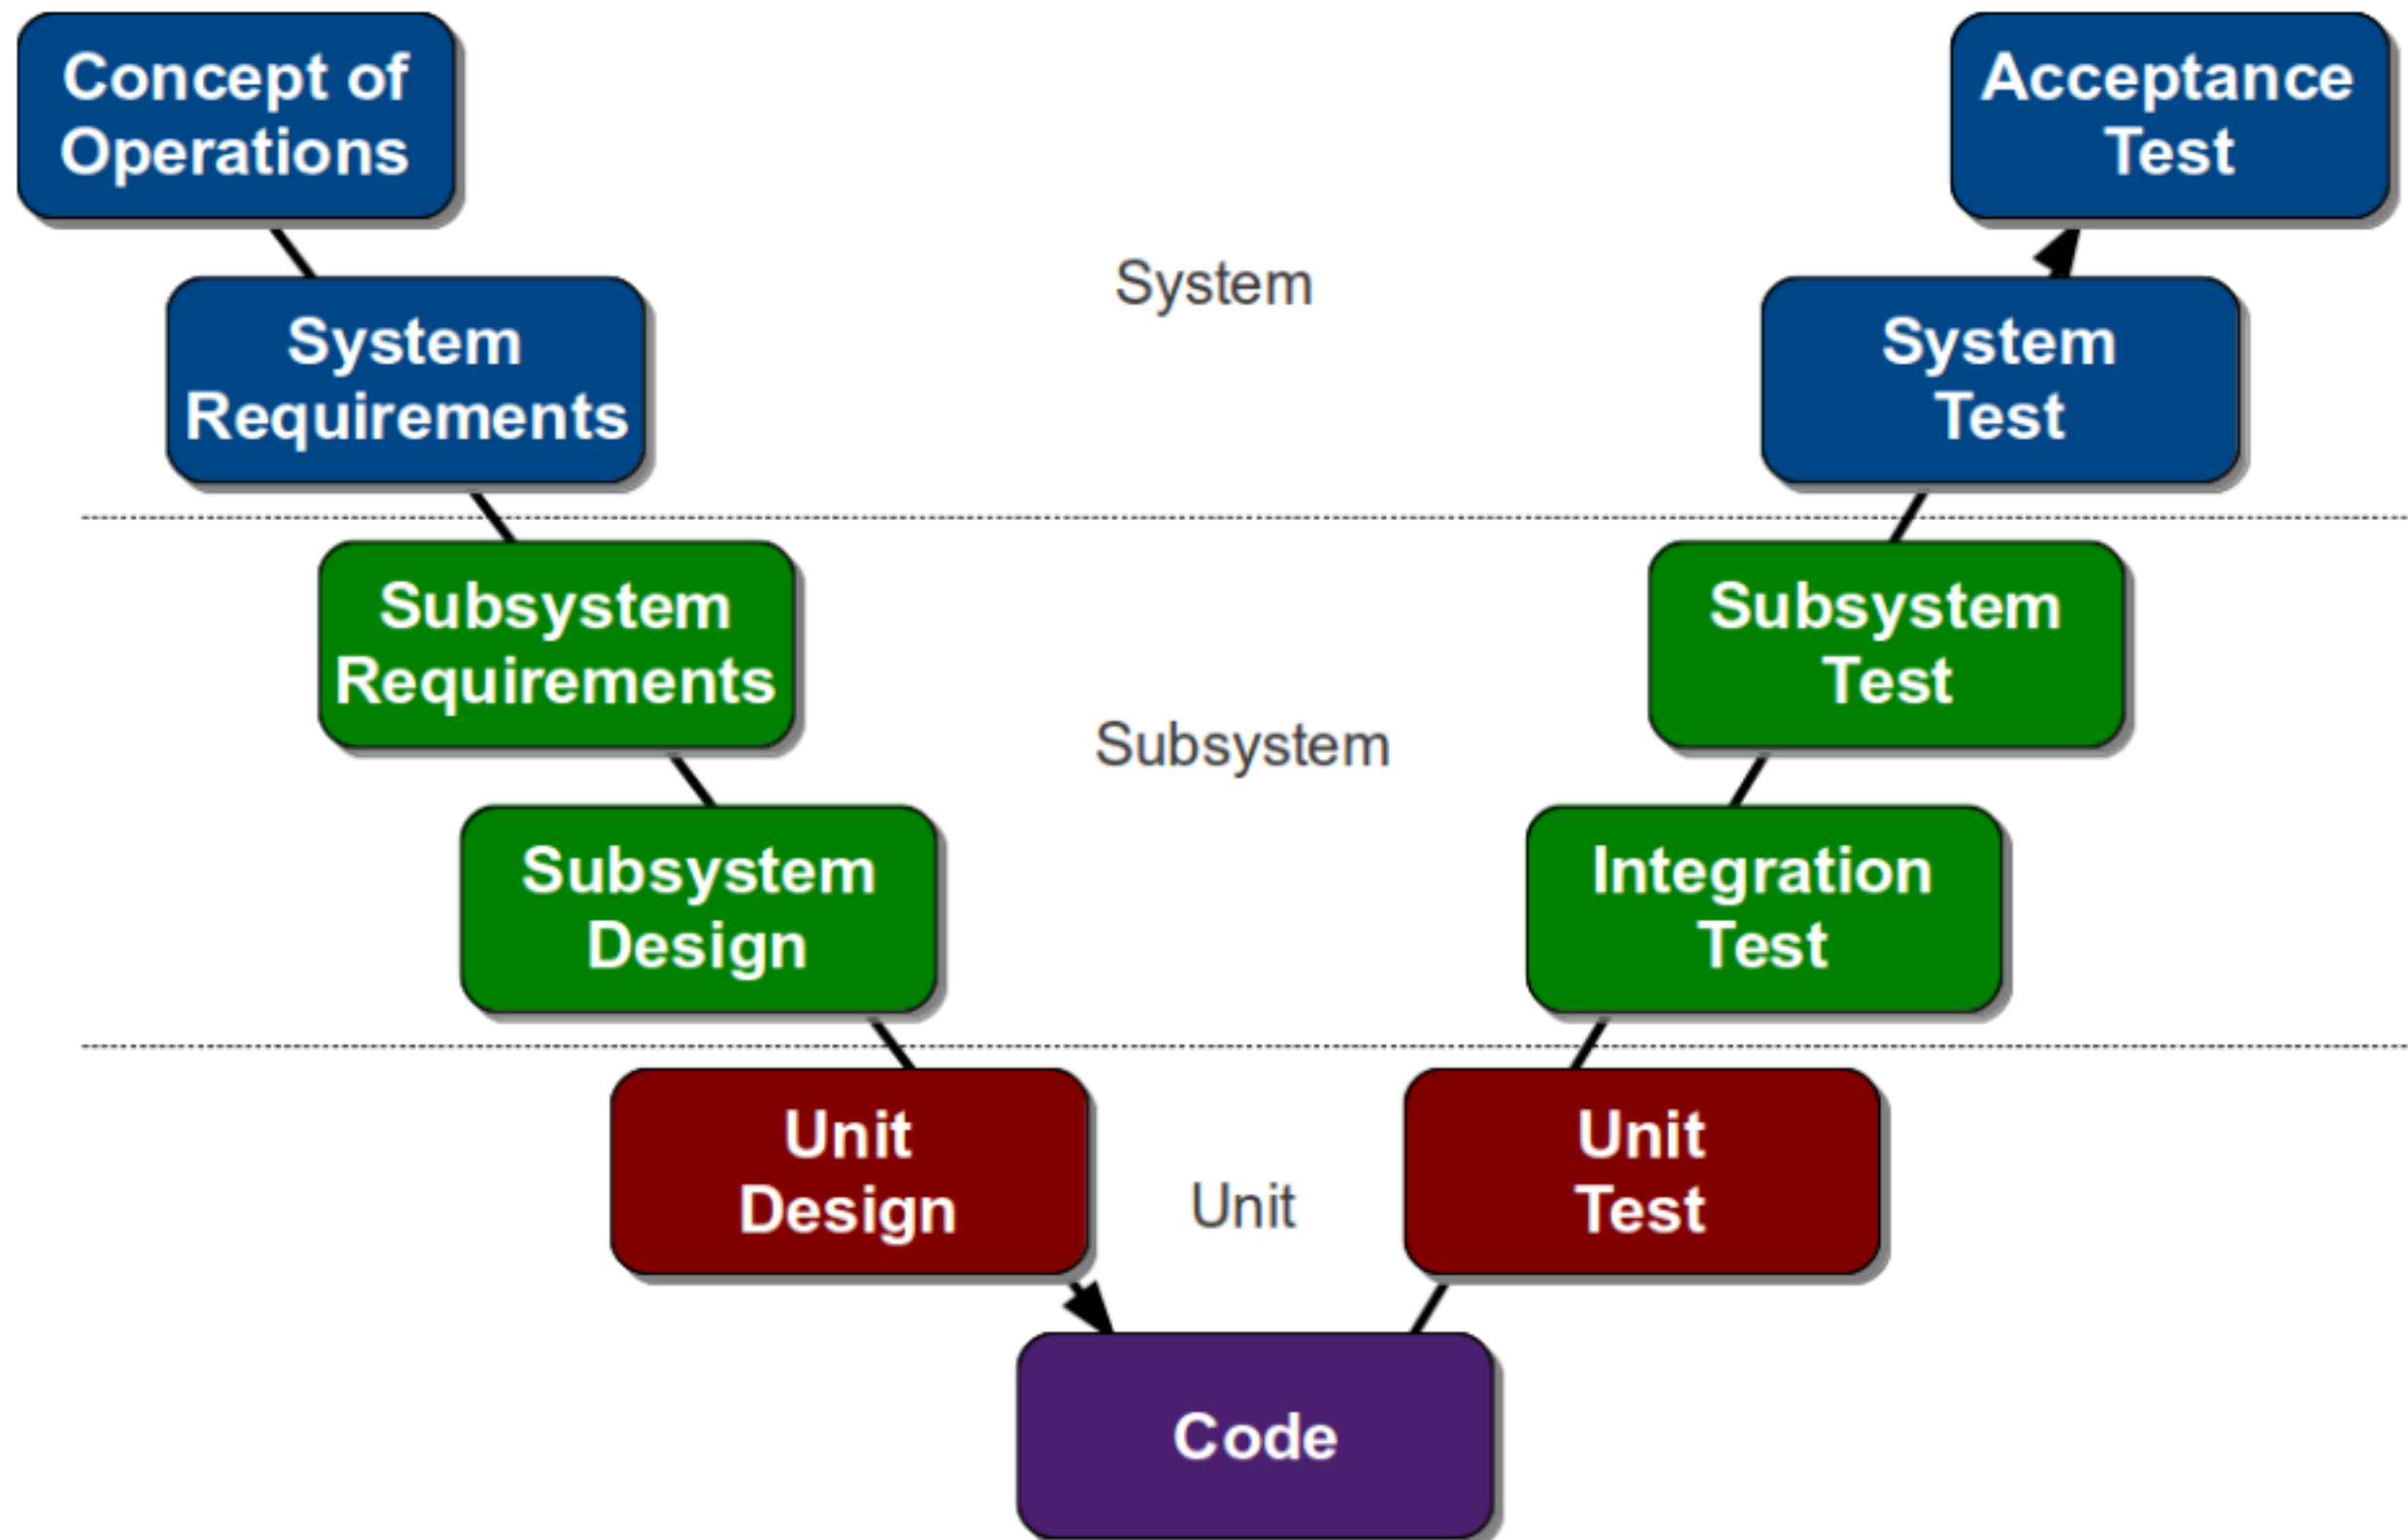 Concept of
Operations
Acceptance
Test
System
System
Requirements
System
Test
Subsystem
Requirements
Subsystem
Test
Subsystem
Subsystem
Design
Integration
Test
Unit
Design
Unit
Unit
Test
Code